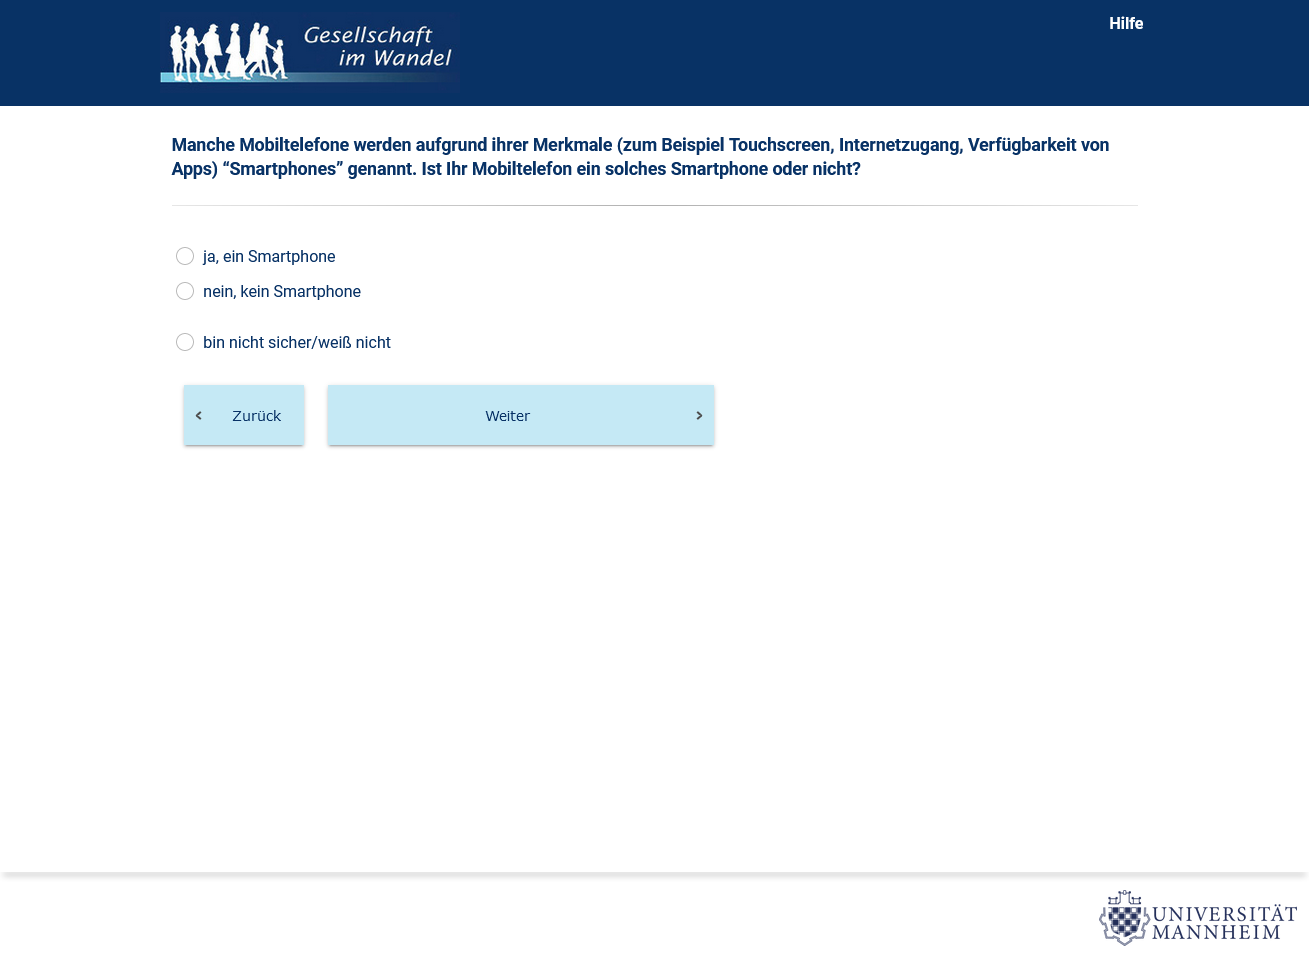 Gesellschaft
im Wandel
Hilfe
Manche Mobiltelefone werden aufgrund ihrer Merkmale (zum Beispiel Touchscreen, Internetzugang, Verfügbarkeit von
Apps) “Smartphones” genannt. Ist Ihr Mobiltelefon ein solches Smartphone oder nicht?
ja, ein Smartphone
nein, kein Smartphone
bin nicht sicher/weiß nicht
Zurück
Weiter
UNIVERSITÄT
MANNHEIM